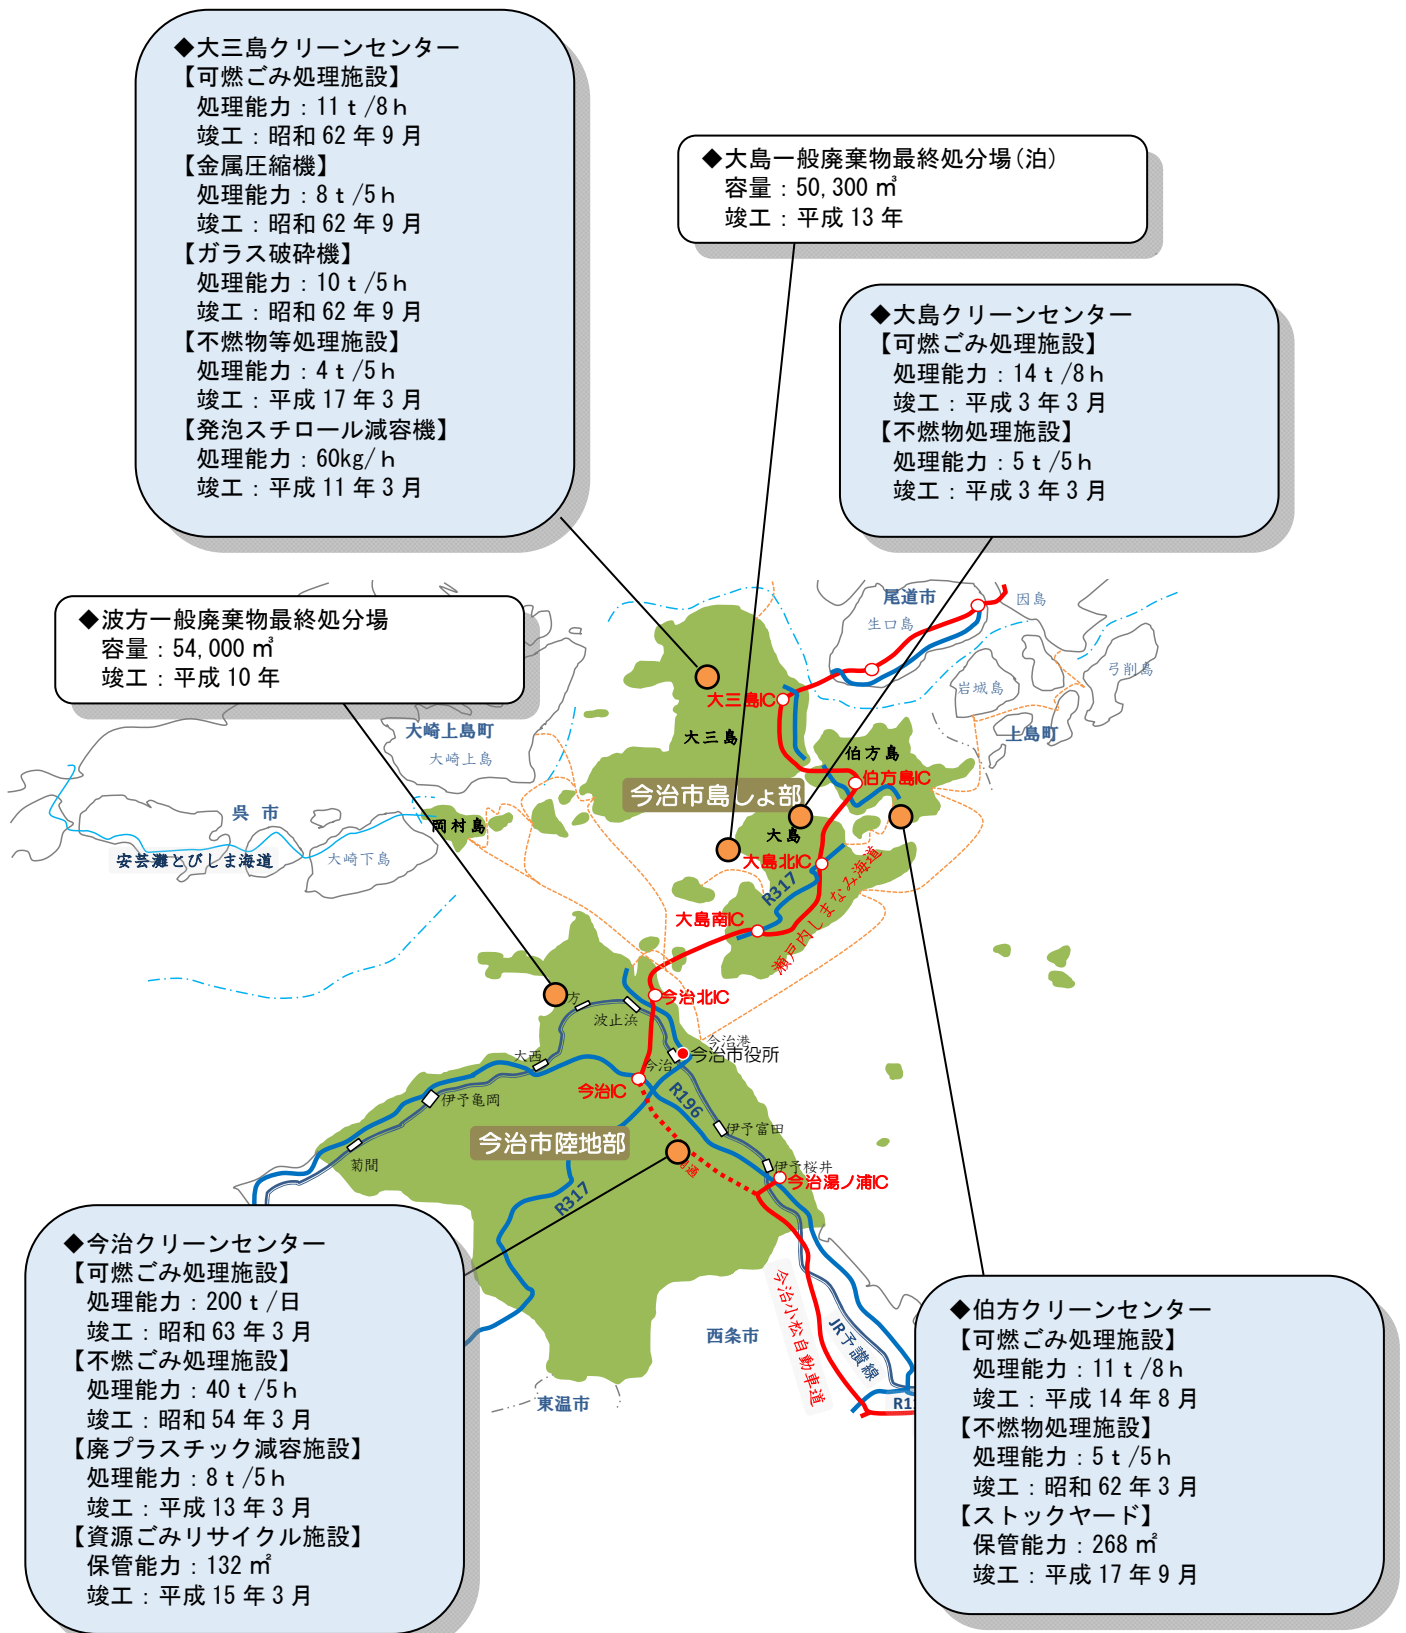 ◆大三島クリーンセンター
【可燃ごみ処理施設】
処理能力：11ｔ/8ｈ
竣工：昭和62年9月
【金属圧縮機】
処理能力：8ｔ/5ｈ
竣工：昭和62年9月
【ガラス破砕機】
処理能力：10ｔ/5ｈ
竣工：昭和62年9月
【不燃物等処理施設】
処理能力：4ｔ/5ｈ
竣工：平成17年3月
【発泡スチロール減容機】
処理能力：60kg/ｈ
竣工：平成11年3月
◆大島一般廃棄物最終処分場(泊)
容量：50,300㎥
竣工：平成13年
◆大島クリーンセンター
【可燃ごみ処理施設】
処理能力：14ｔ/8ｈ
竣工：平成3年3月
【不燃物処理施設】
処理能力：5ｔ/5ｈ
竣工：平成3年3月
◆波方一般廃棄物最終処分場
容量：54,000㎥
竣工：平成10年
尾道市
因島
生口島
弓削島
岩城島
上島町
大三島IC
大三島
大崎上島町
大崎上島
伯方島
伯方島IC
今治市島しょ部
呉 市
岡村島
大島
安芸灘とびしま海道
大崎下島
大島北IC
R317
瀬戸内しまなみ海道
大島南IC
今治北IC
方
波止浜
今治港
今治市役所
大西
今治
今治IC
伊予亀岡
R196
伊予富田
今治市陸地部
菊間
伊予桜井
通
今治湯ノ浦IC
R317
今治小松自動車道
JR予讃線
西条市
東温市
R1
◆今治クリーンセンター
【可燃ごみ処理施設】
処理能力：200ｔ/日
竣工：昭和63年3月
【不燃ごみ処理施設】
処理能力：40ｔ/5ｈ
竣工：昭和54年3月
【廃プラスチック減容施設】
処理能力：8ｔ/5ｈ
竣工：平成13年3月
【資源ごみリサイクル施設】
保管能力：132㎡
竣工：平成15年3月
◆伯方クリーンセンター
【可燃ごみ処理施設】
処理能力：11ｔ/8ｈ
竣工：平成14年8月
【不燃物処理施設】
処理能力：5ｔ/5ｈ
竣工：昭和62年3月
【ストックヤード】
保管能力：268㎡
竣工：平成17年9月